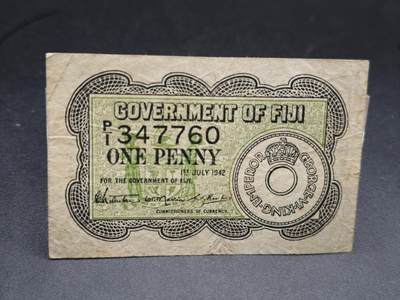 GOVERNMENT OF FIJI
P/1 347760
ONE PENNY
1ST JULY 1942
FOR THE GOVERNMENT OF FIJI.
COMMISSIONERS OF CURRENCY.
GEORGE·VI·KING·EMPEROR